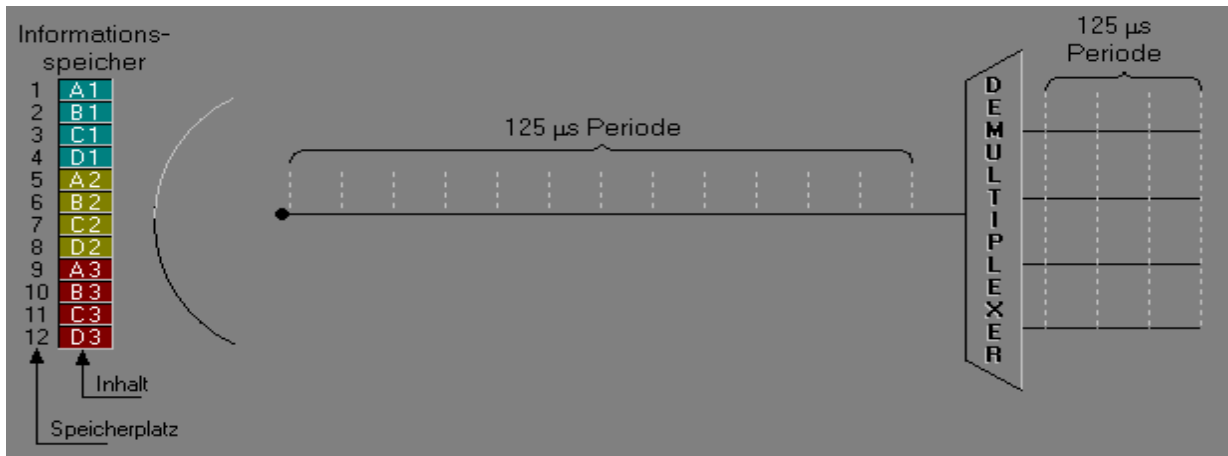 Informations-
speicher
1 A1
2 B1
3 C1
4 D1
5 A2
6 B2
7 C2
8 D2
9 A3
10 B3
11 C3
12 D3
Inhalt
Speicherplatz
125 µs Periode
DEMULTIPLEXER
125 µs
Periode